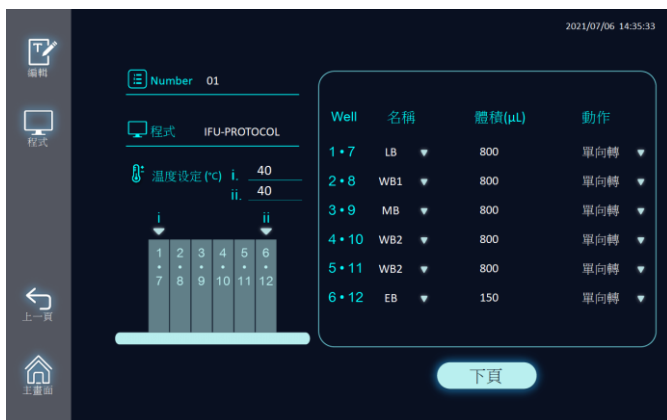 2021/07/06 14:35:33
編輯
程式
上一頁
主畫面
Number 01
程式 IFU-PROTOCOL
温度设定 (°C) i. 40
ii. 40
i ii
1 2 3 4 5 6
• • • • • •
7 8 9 10 11 12
Well 名稱 體積(μL) 動作
1•7 LB 800 單向轉
2•8 WB1 800 單向轉
3•9 MB 800 單向轉
4•10 WB2 800 單向轉
5•11 WB2 800 單向轉
6•12 EB 150 單向轉
下頁